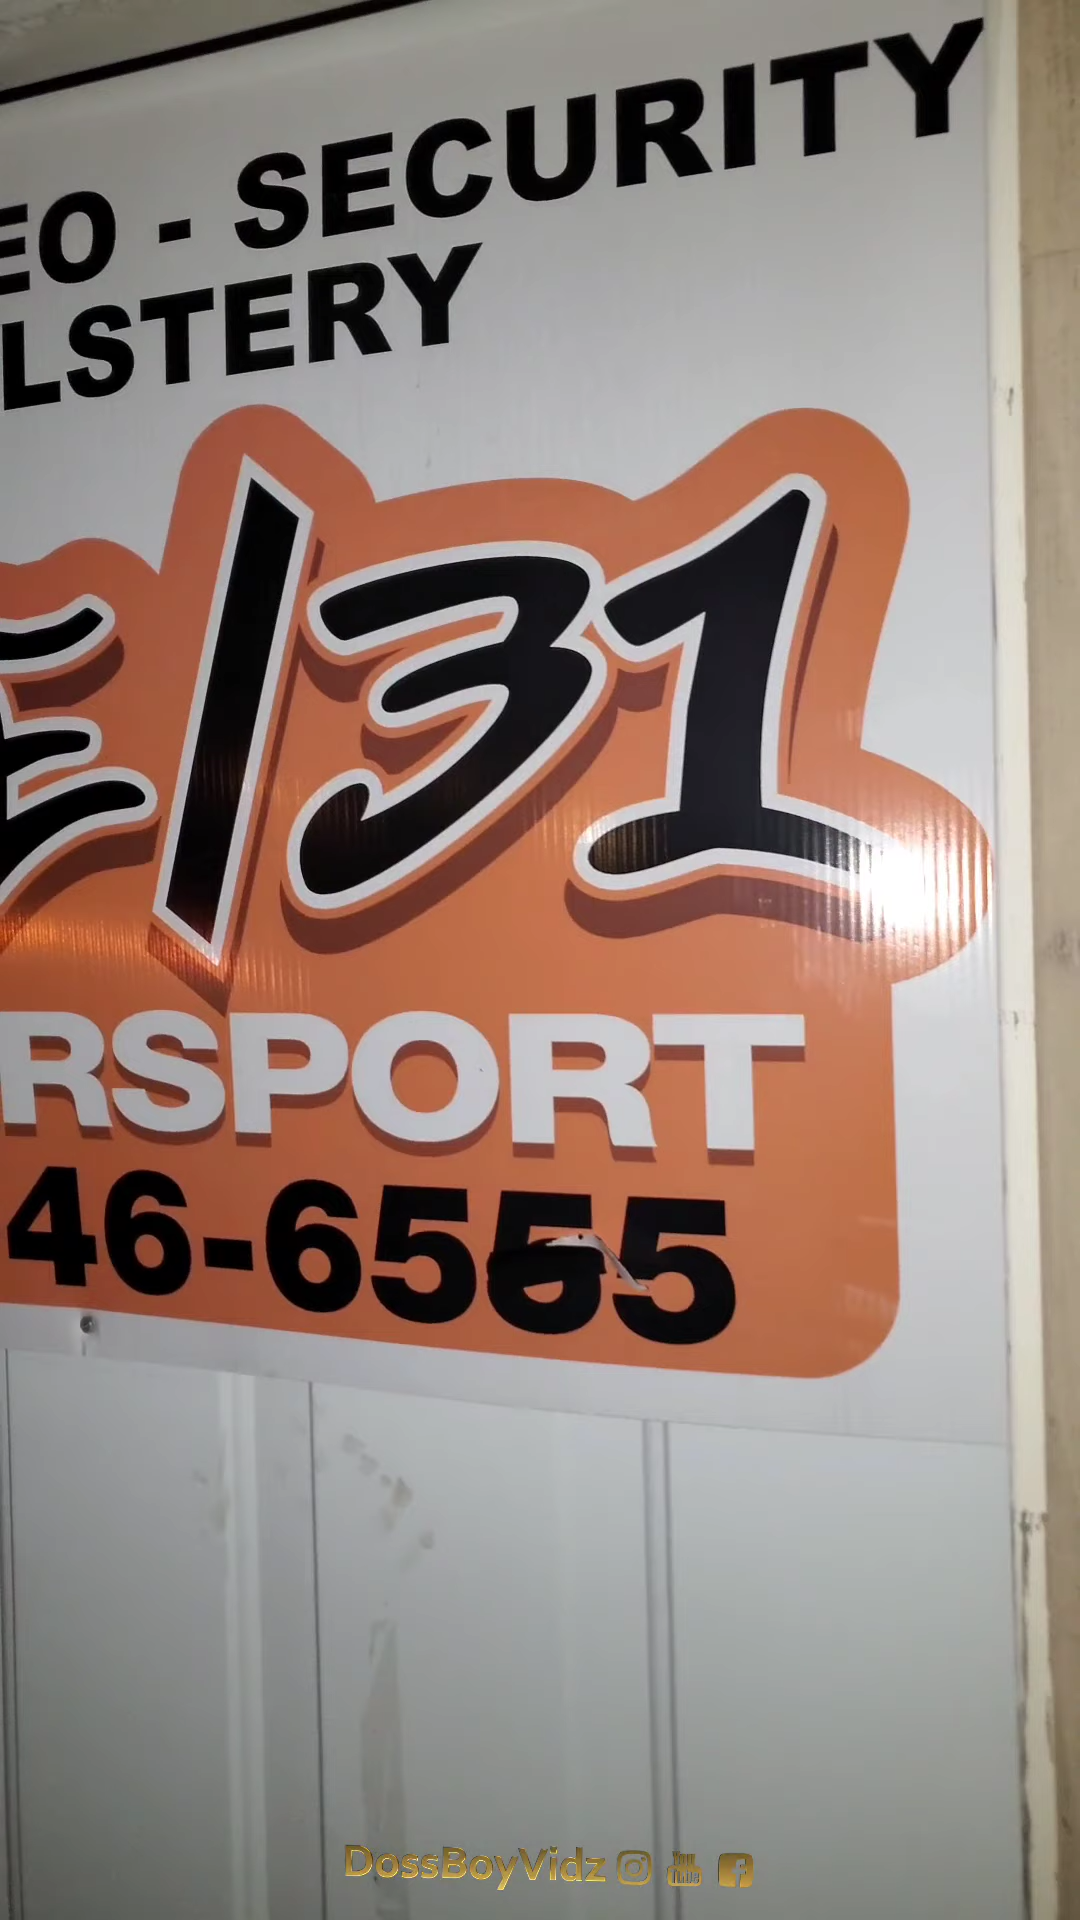 EO - SECURITY
LSTERY
E/31
RSPORT
46-6555
DossBoyVidz